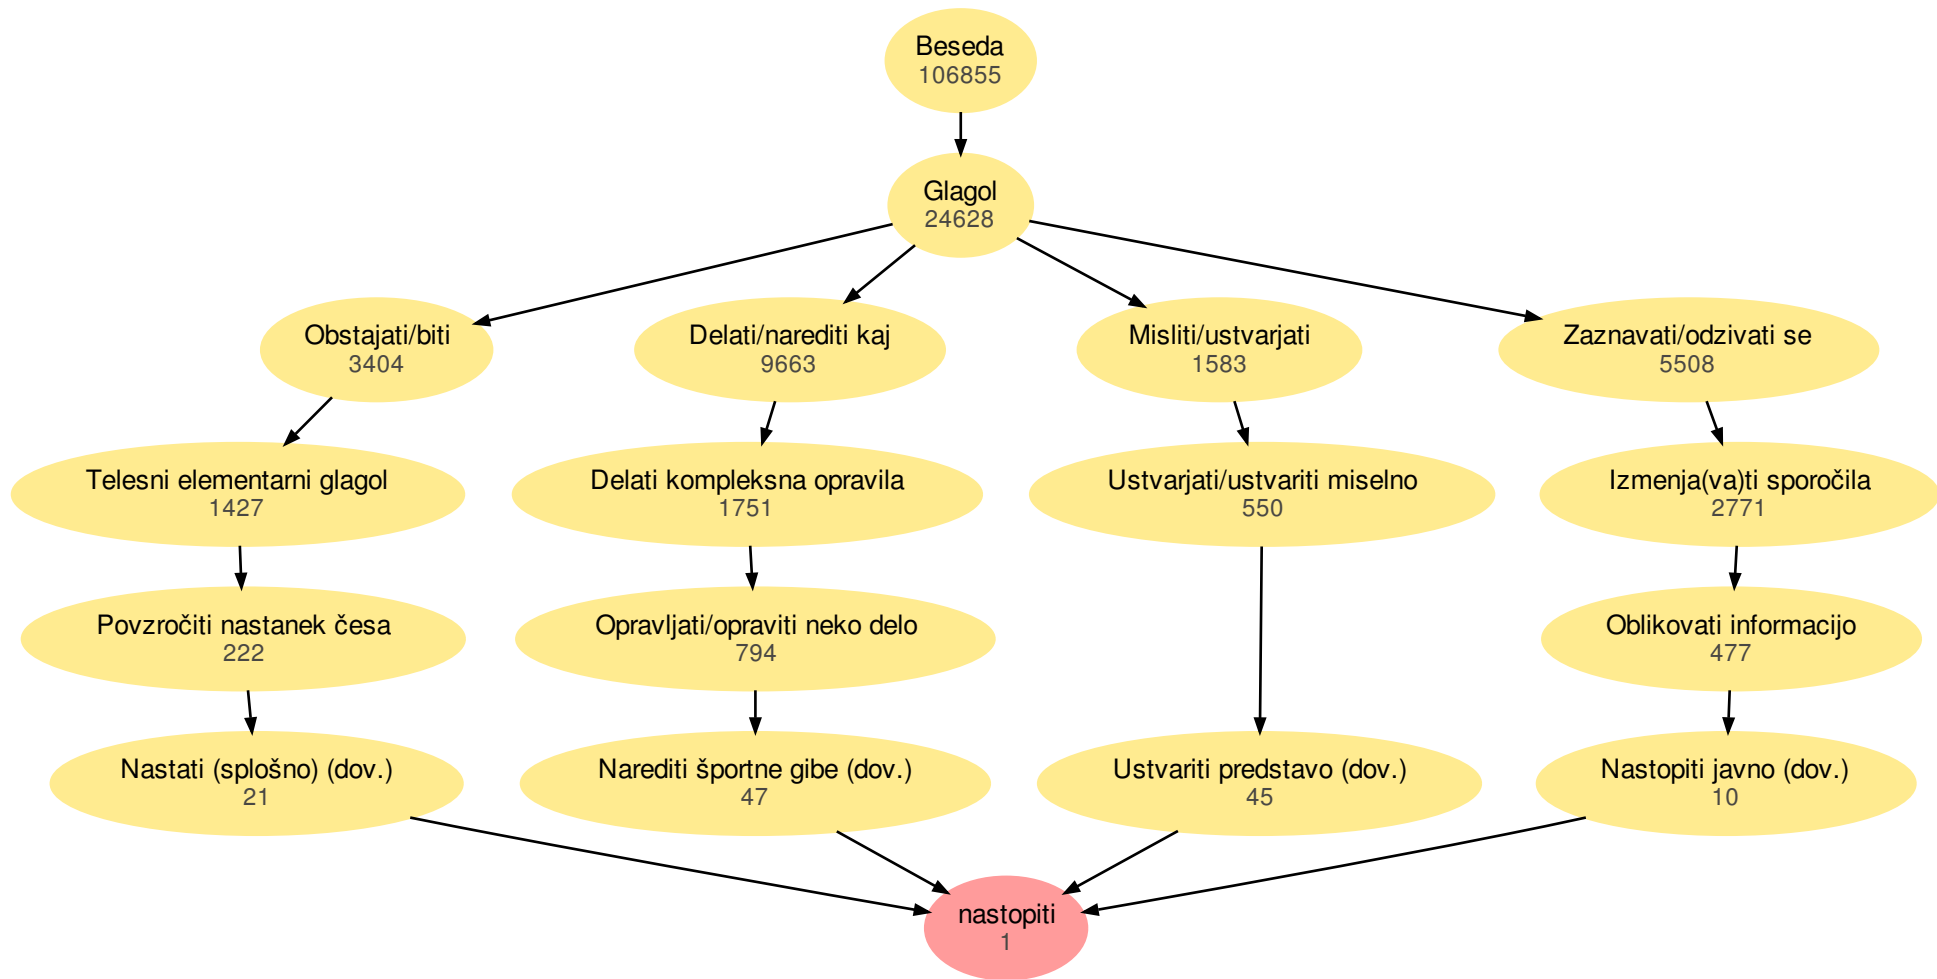 Beseda
106855
Glagol
24628
Obstajati/biti
3404
Delati/narediti kaj
9663
Misliti/ustvarjati
1583
Zaznavati/odzivati se
5508
Telesni elementarni glagol
1427
Delati kompleksna opravila
1751
Ustvarjati/ustvariti miselno
550
Izmenja(va)ti sporočila
2771
Povzročiti nastanek česa
222
Opravljati/opraviti neko delo
794
Oblikovati informacijo
477
Nastati (splošno) (dov.)
21
Narediti športne gibe (dov.)
47
Ustvariti predstavo (dov.)
45
Nastopiti javno (dov.)
10
nastopiti
1